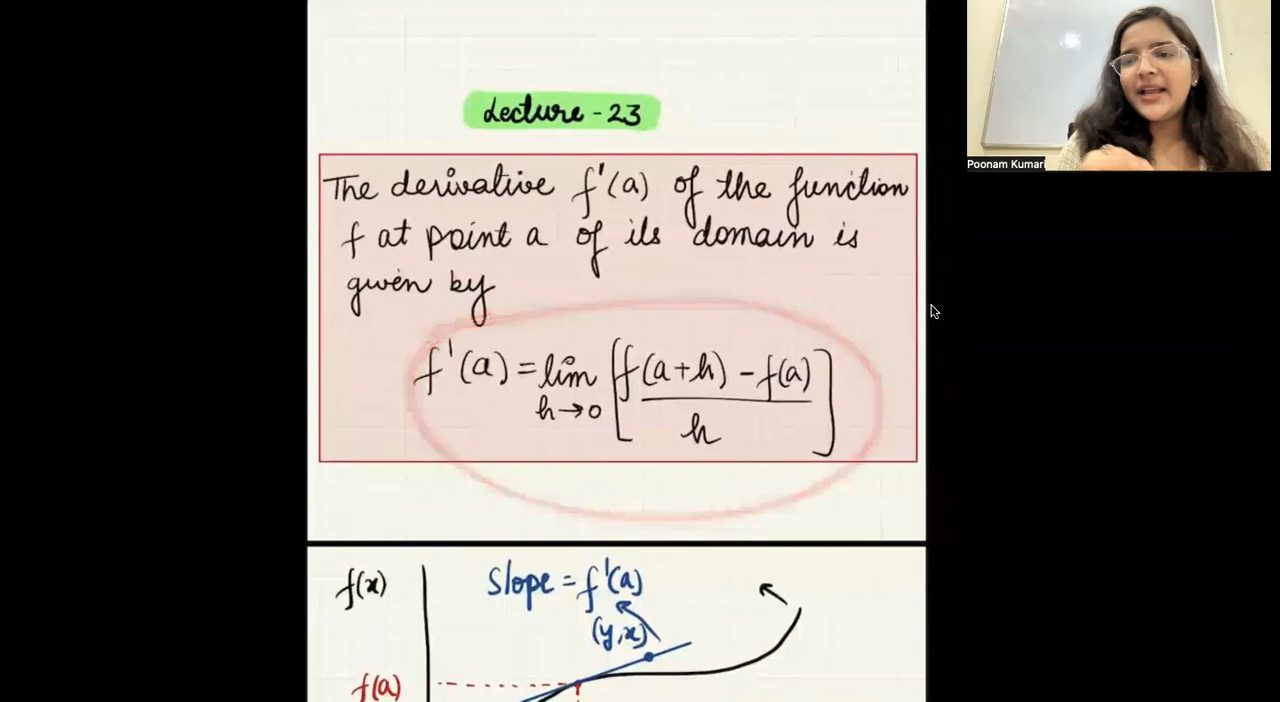 Lecture - 23
Poonam Kumari
The derivative f'(a) of the function
f at point a of its domain is
given by
f'(a) = lim h→0 [f(a+h) - f(a) / h]
f(x)
Slope = f'(a)
(y,x)
f(a)